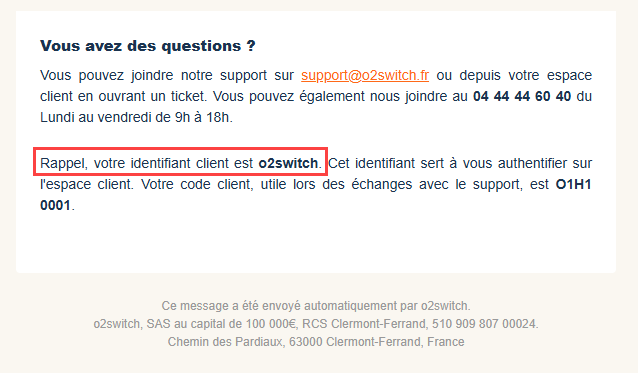 Vous avez des questions ?
Vous pouvez joindre notre support sur support@o2switch.fr ou depuis votre espace
client en ouvrant un ticket. Vous pouvez également nous joindre au 04 44 44 60 40 du
Lundi au vendredi de 9h à 18h.
Rappel, votre identifiant client est o2switch. Cet identifiant sert à vous authentifier sur
l'espace client. Votre code client, utile lors des échanges avec le support, est O1H1
0001.
Ce message a été envoyé automatiquement par o2switch.
o2switch, SAS au capital de 100 000€, RCS Clermont-Ferrand, 510 909 807 00024.
Chemin des Pardiaux, 63000 Clermont-Ferrand, France